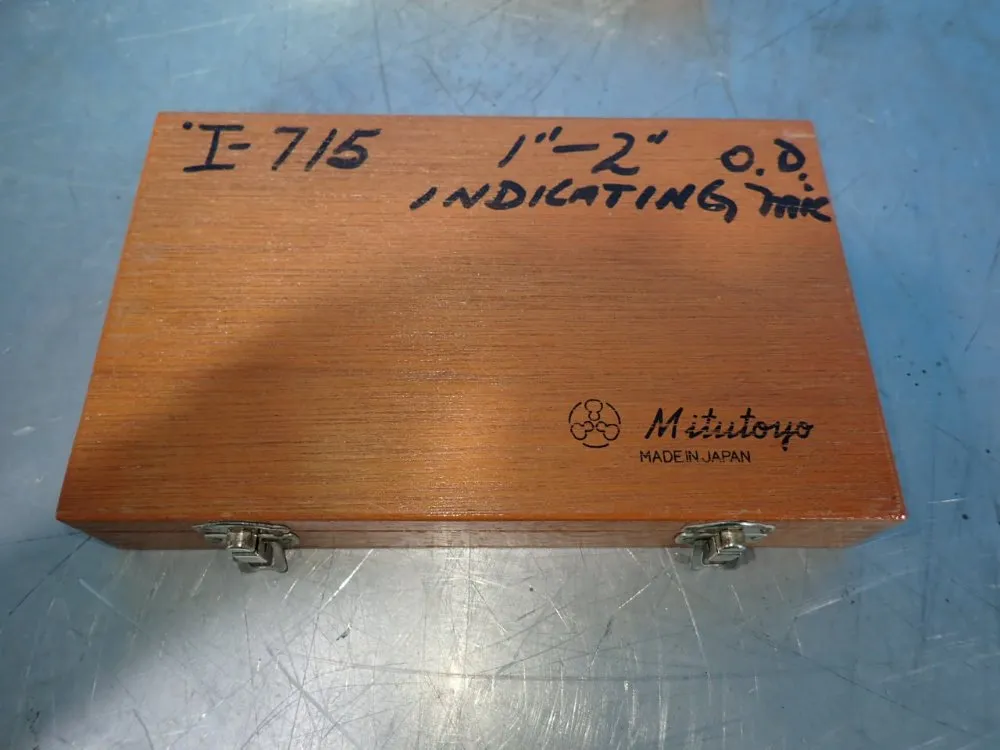 I-715 1"-2" O.D.
INDICATING mic
Mitutoyo
MADE IN JAPAN